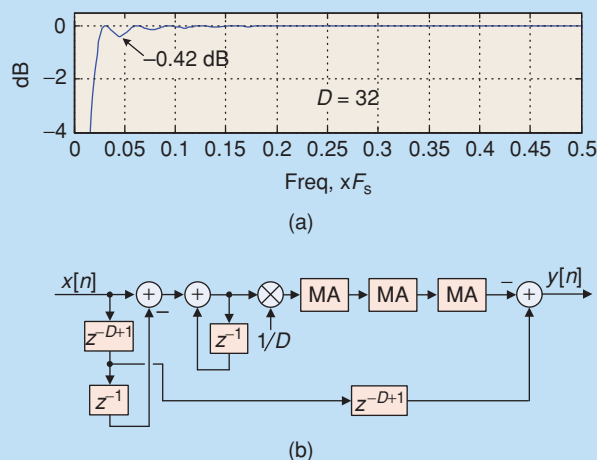 0
-2
-4
dB
−0.42 dB
D = 32
0 0.05 0.1 0.15 0.2 0.25 0.3 0.35 0.4 0.45 0.5
Freq, xFs
(a)
x[n] + − + MA MA MA − + y[n]
z−D+1
z−1 1/D
z−1
z−D+1
(b)